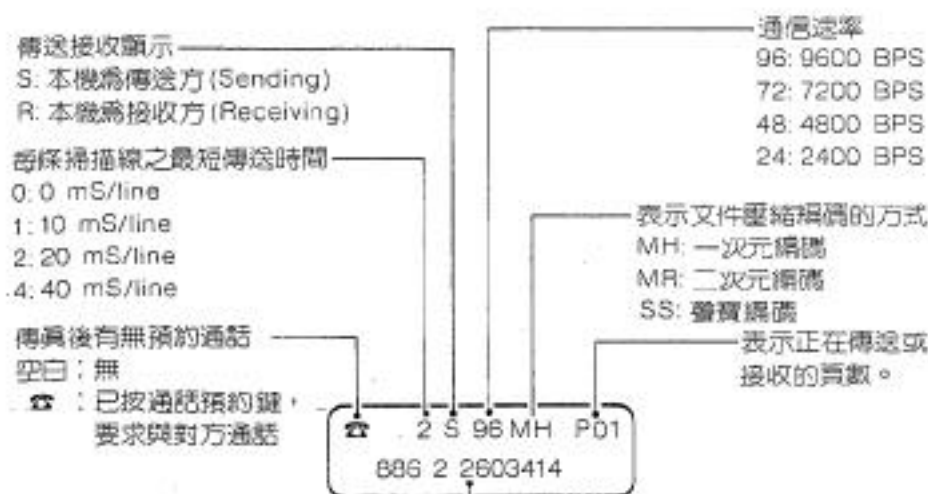 傳送接收顯示
S: 本機爲傳送方(Sending)
R: 本機爲接收方(Receiving)
每條掃描線之最短傳送時間
0: 0 mS/line
1: 10 mS/line
2: 20 mS/line
4: 40 mS/line
傳眞後有無預約通話
空白：無
☎ ：已按通話預約鍵，
要求與對方通話
通信速率
96: 9600 BPS
72: 7200 BPS
48: 4800 BPS
24: 2400 BPS
表示文件壓縮編碼的方式
MH: 一次元編碼
MR: 二次元編碼
SS: 聲寶編碼
表示正在傳送或
接收的頁數。
☎ 2 S 96 MH P01
886 2 2603414